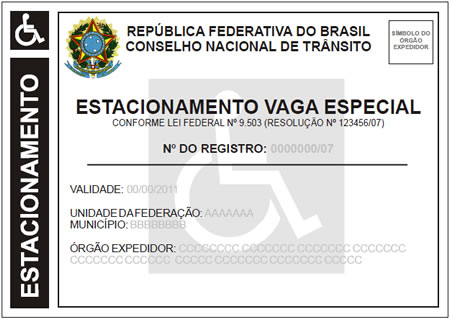 ESTACIONAMENTO
REPÚBLICA FEDERATIVA DO BRASIL
CONSELHO NACIONAL DE TRÂNSITO
SÍMBOLO DO
ÓRGÃO
EXPEDIDOR
ESTACIONAMENTO VAGA ESPECIAL
CONFORME LEI FEDERAL Nº 9.503 (RESOLUÇÃO Nº 123456/07)
Nº DO REGISTRO: 0000000/07
VALIDADE: 00/00/2011
UNIDADE DA FEDERAÇÃO: AAAAAAA
MUNICÍPIO: BBBBBBBB
ÓRGÃO EXPEDIDOR: CCCCCCCC CCCCCCC CCCCCCC CCCCCCC
CCCCCCC CCCCCC CCCCC CCCCCCC CCCCCCC CCCCC